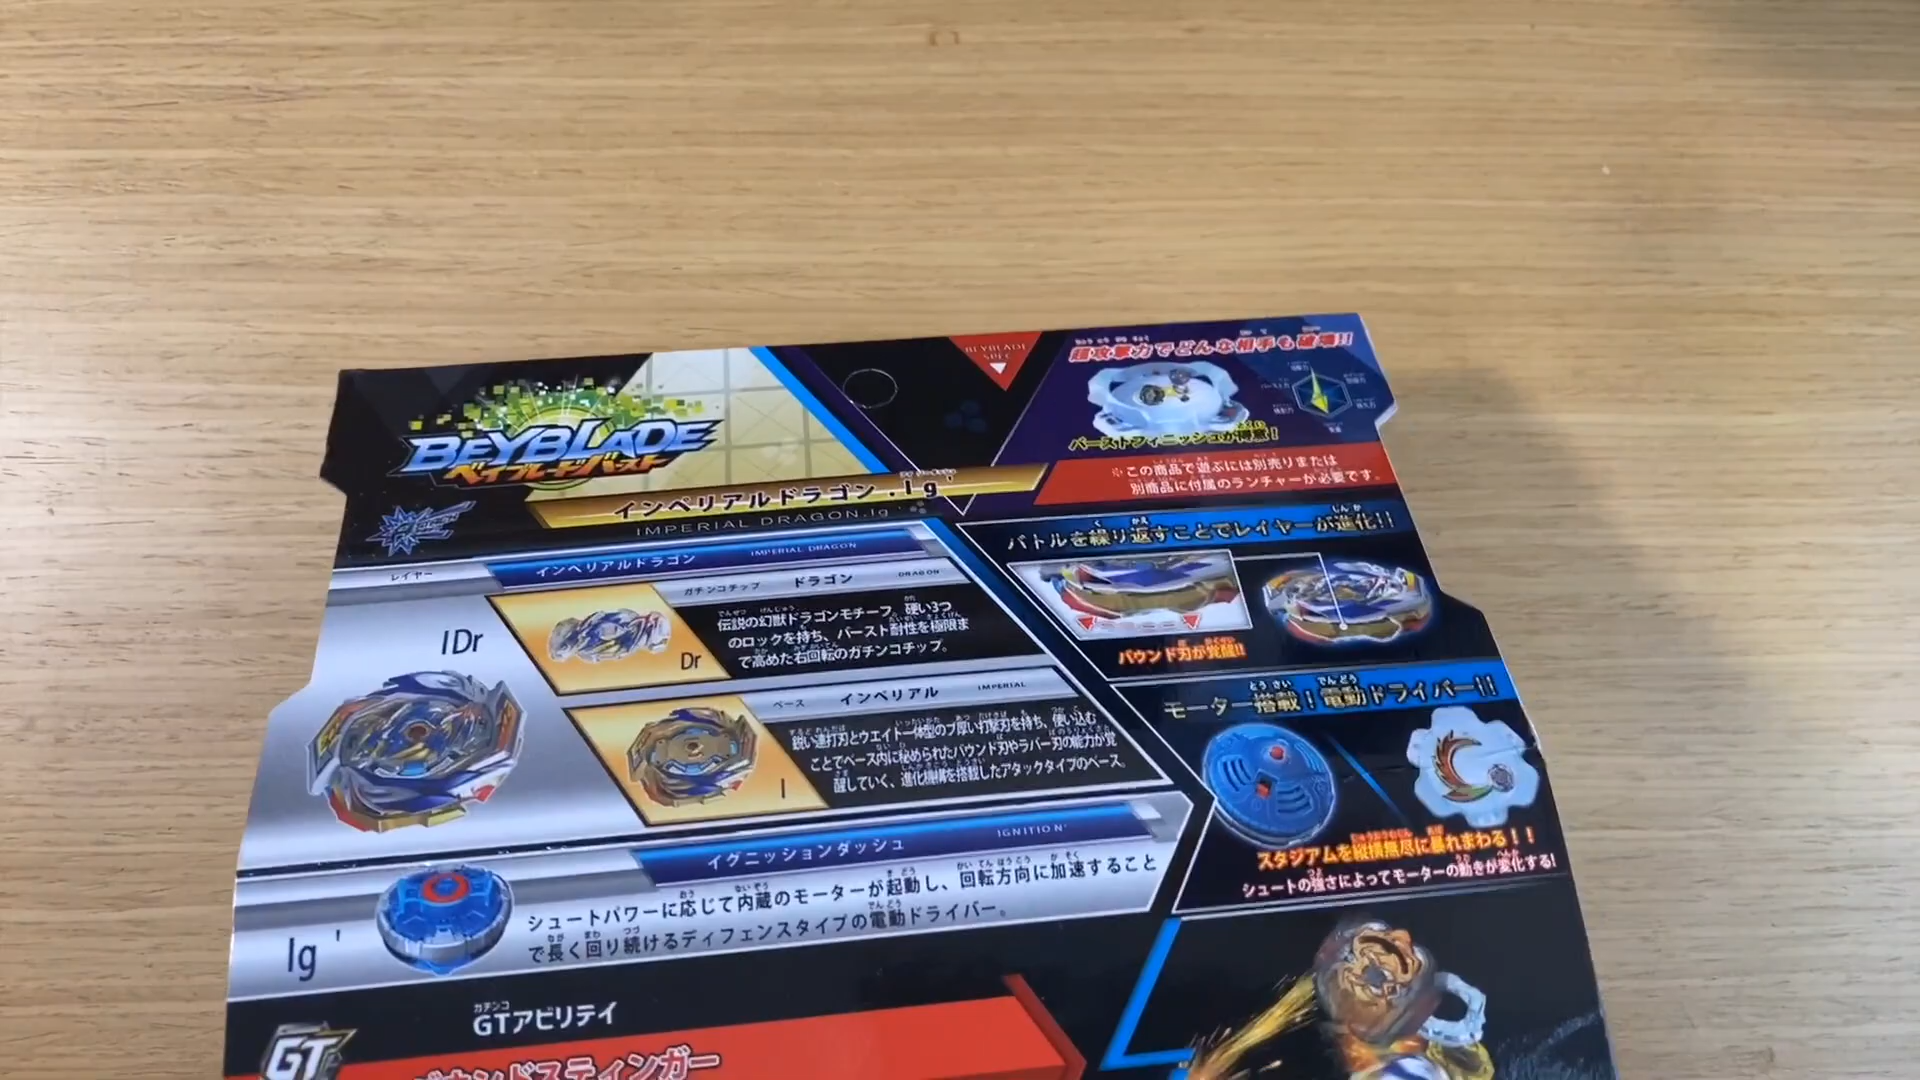 BEYBLADE
ベイブレードバースト
インペリアルドラゴン.Ig'
IMPERIAL DRAGON.Ig'
BEYBLADE
SPEC
超攻撃力でどんな相手も破壊!!
バーストフィニッシュが得意!
※この商品で遊ぶには別売りまたは
別商品に付属のランチャーが必要です。
レイヤー
インペリアルドラゴン
IMPERIAL DRAGON
IDr
ガチンコチップ ドラゴン DRAGON
伝説の幻獣ドラゴンモチーフ。硬い3つ
のロックを持ち、バースト耐性を極限ま
で高めた右回転のガチンコチップ。
Dr
ベース インペリアル IMPERIAL
鋭い連打刃とウエイト一体型のブ厚い打撃刃を持ち、使い込む
ことでベース内に秘められたバウンド刃やラバー刃の能力が覚
醒していく、進化機構を搭載したアタックタイプのベース。
I
イグニッションダッシュ IGNITION'
シュートパワーに応じて内蔵のモーターが起動し、回転方向に加速すること
で長く回り続けるディフェンスタイプの電動ドライバー。
Ig'
バトルを繰り返すことでレイヤーが進化!!
バウンド刃が覚醒!!
モーター搭載!電動ドライバー!!
スタジアムを縦横無尽に暴れまわる!!
シュートの強さによってモーターの動きが変化する!
GT
GTアビリティ
バウンドスティンガー